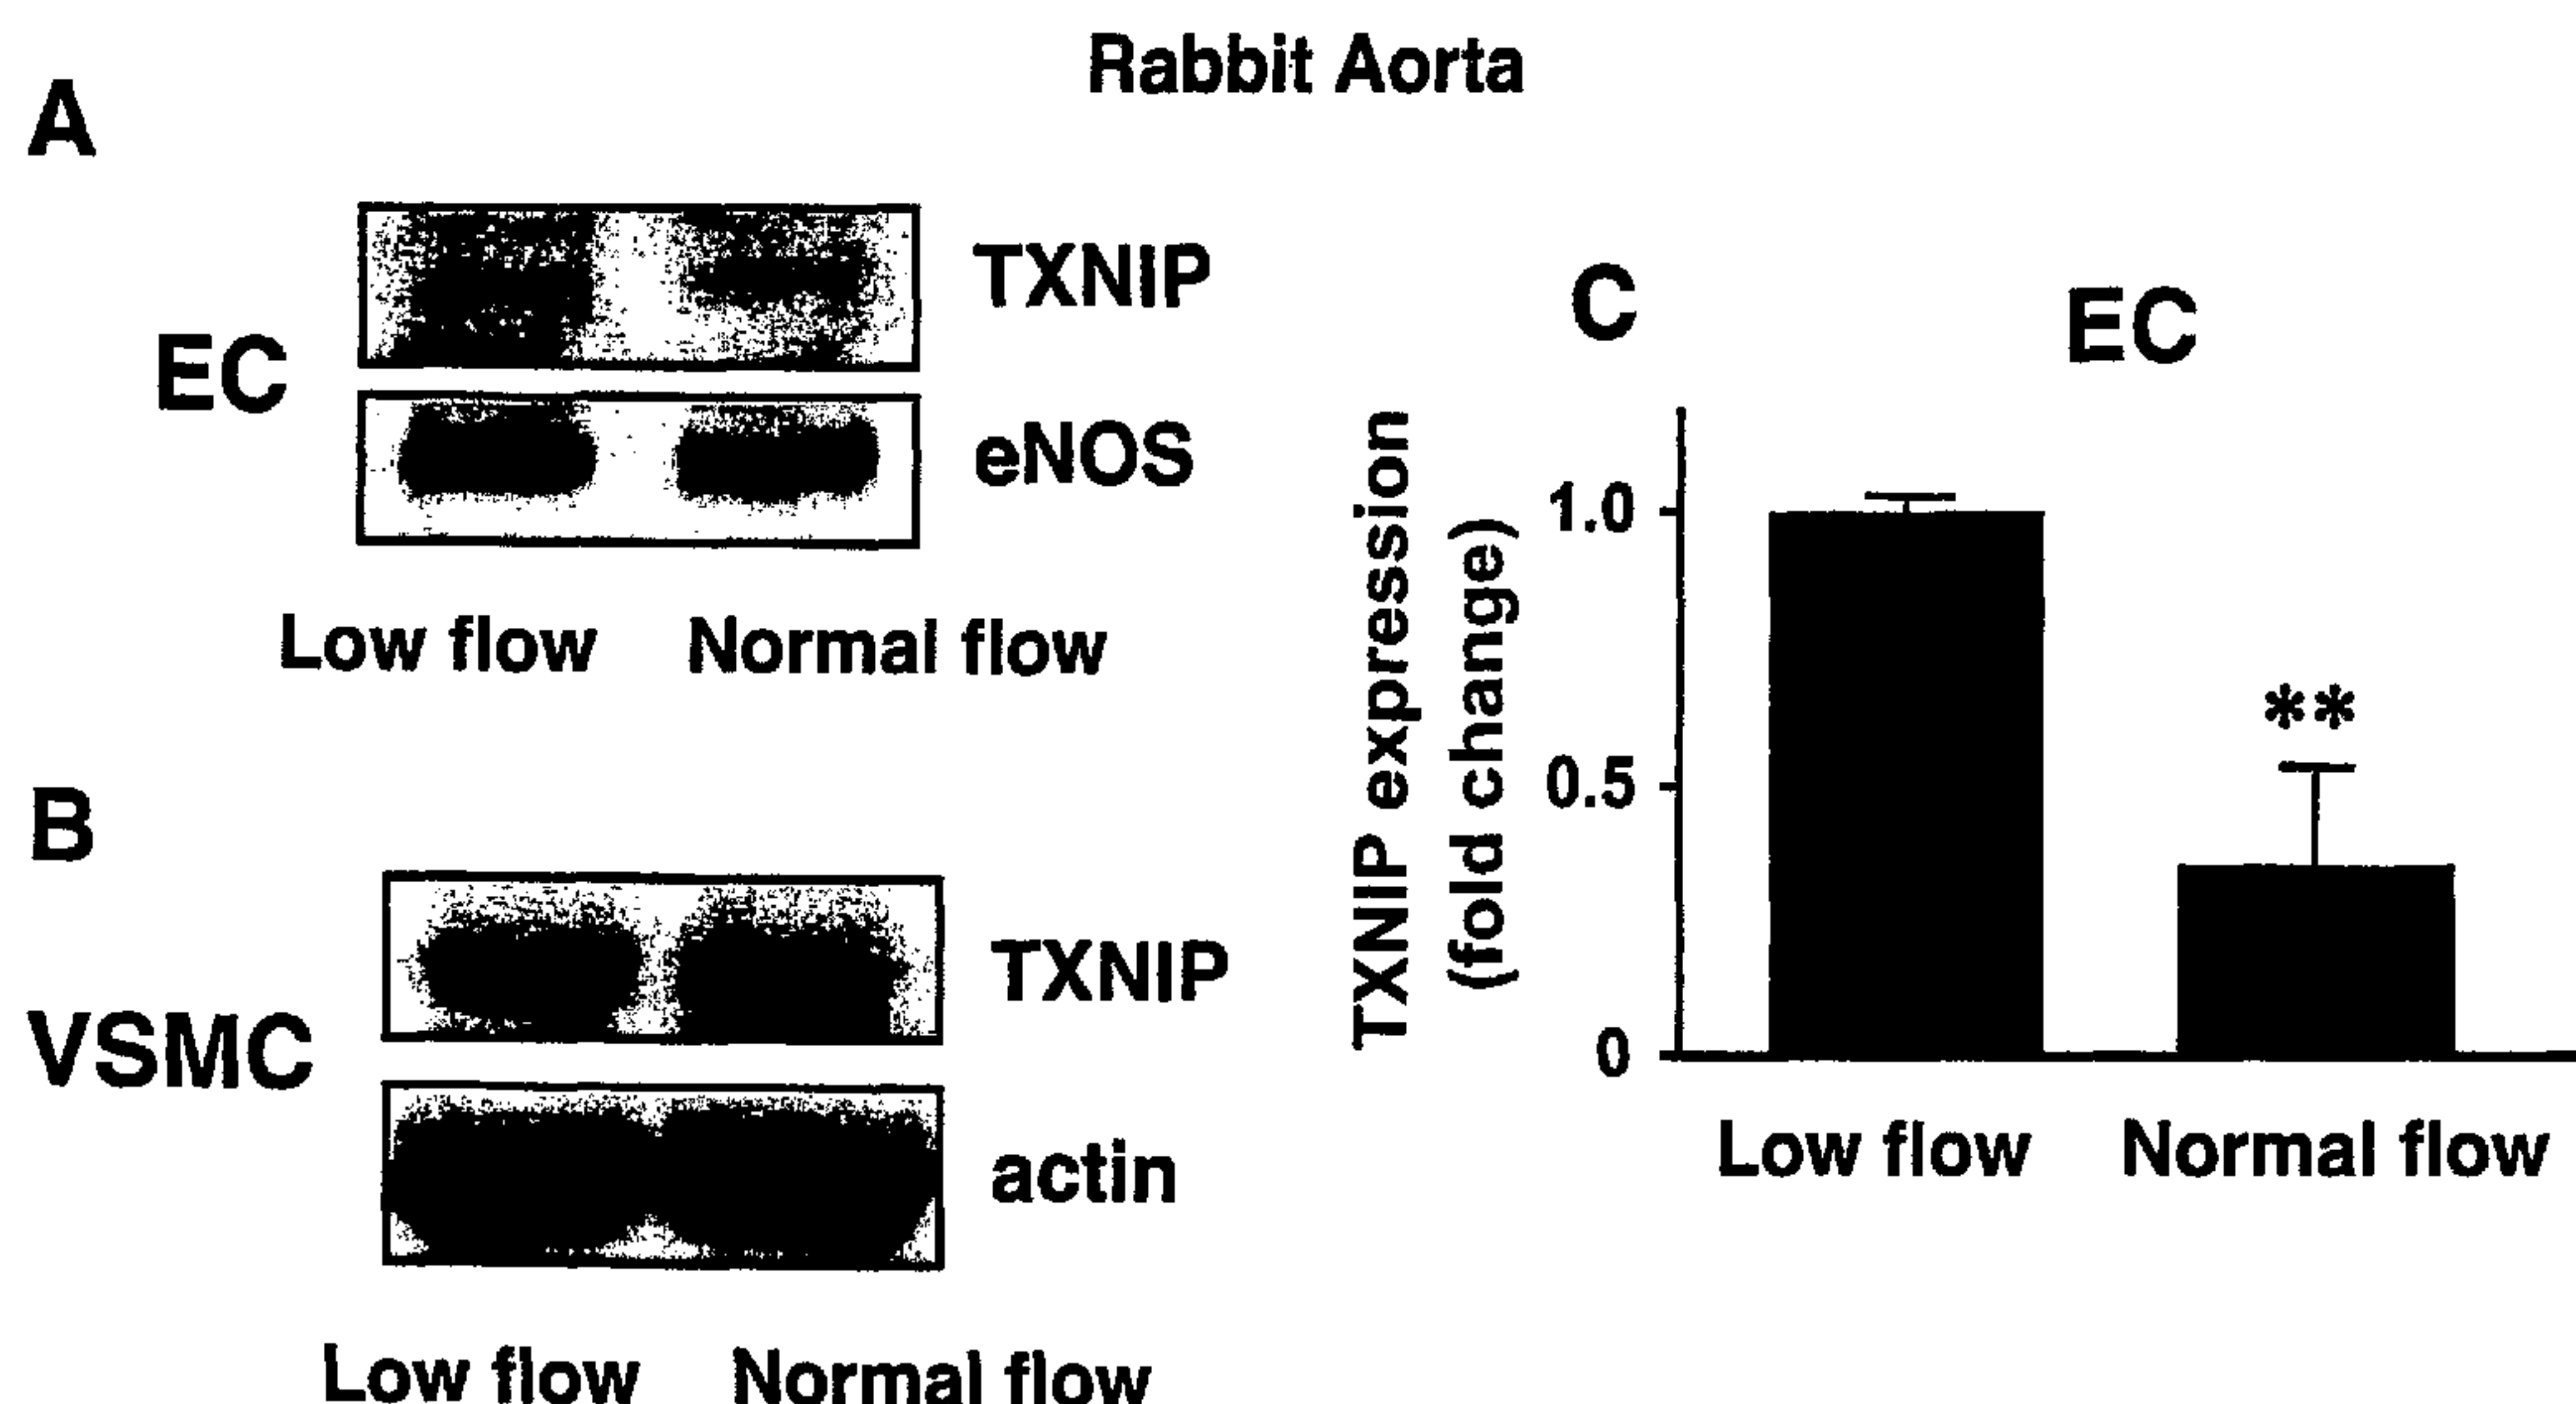 Rabbit Aorta
A
EC
TXNIP
eNOS
Low flow Normal flow
B
VSMC
TXNIP
actin
Low flow Normal flow
C
EC
TXNIP expression
(fold change)
1.0
0.5
0
**
Low flow Normal flow